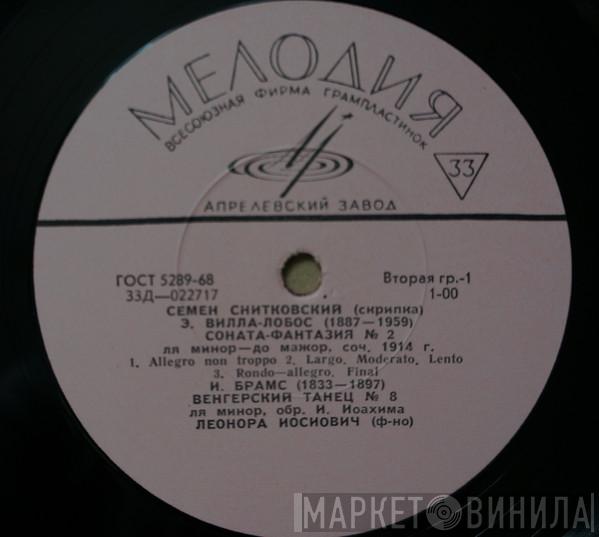 МЕЛОДИЯ
ВСЕСОЮЗНАЯ ФИРМА ГРАМПЛАСТИНОК
33
АПРЕЛЕВСКИЙ ЗАВОД
ГОСТ 5289-68
Вторая гр.-1
33Д—022717
1-00
СЕМЕН СНИТКОВСКИЙ (скрипка)
Э. ВИЛЛА-ЛОБОС (1887—1959)
СОНАТА-ФАНТАЗИЯ № 2
ля минор—до мажор, соч. 1914 г.
1. Allegro non troppo 2. Largo. Moderato. Lento
3. Rondo—allegro. Final
И. БРАМС (1833—1897)
ВЕНГЕРСКИЙ ТАНЕЦ № 8
ля минор, обр. И. Иоахима
ЛЕОНОРА ИОСИОВИЧ (ф-но)
МАРКЕТ ВИНИЛА